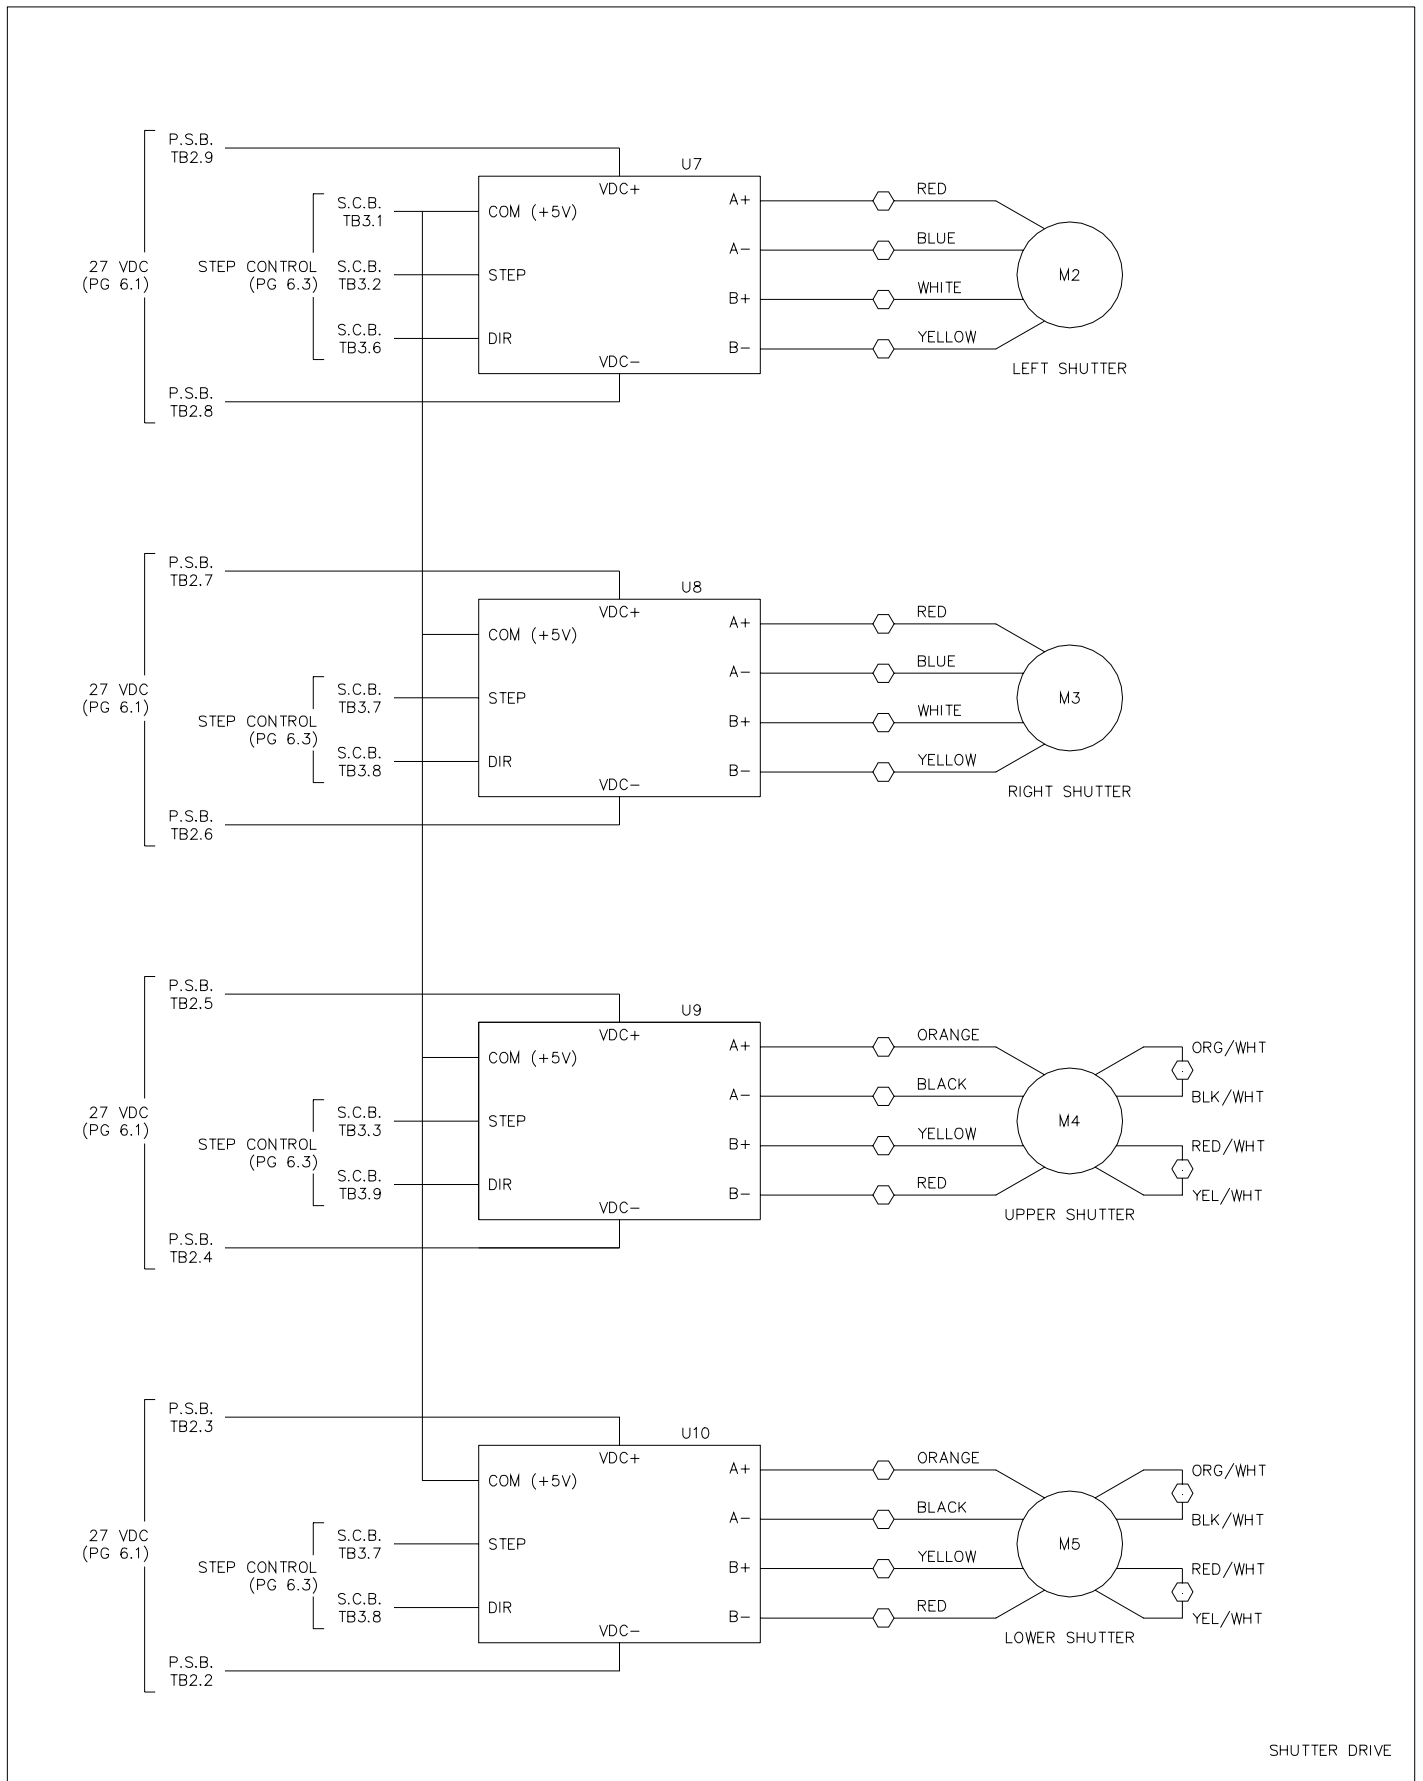 P.S.B.
TB2.9
27 VDC
(PG 6.1)
P.S.B.
TB2.8
STEP CONTROL
(PG 6.3)
S.C.B.
TB3.1
S.C.B.
TB3.2
S.C.B.
TB3.6
U7
VDC+
COM (+5V)
STEP
DIR
VDC-
A+
A-
B+
B-
RED
BLUE
WHITE
YELLOW
M2
LEFT SHUTTER
P.S.B.
TB2.7
27 VDC
(PG 6.1)
P.S.B.
TB2.6
STEP CONTROL
(PG 6.3)
S.C.B.
TB3.7
S.C.B.
TB3.8
U8
VDC+
COM (+5V)
STEP
DIR
VDC-
A+
A-
B+
B-
RED
BLUE
WHITE
YELLOW
M3
RIGHT SHUTTER
P.S.B.
TB2.5
27 VDC
(PG 6.1)
P.S.B.
TB2.4
STEP CONTROL
(PG 6.3)
S.C.B.
TB3.3
S.C.B.
TB3.9
U9
VDC+
COM (+5V)
STEP
DIR
VDC-
A+
A-
B+
B-
ORANGE
BLACK
YELLOW
RED
M4
ORG/WHT
BLK/WHT
RED/WHT
YEL/WHT
UPPER SHUTTER
P.S.B.
TB2.3
27 VDC
(PG 6.1)
P.S.B.
TB2.2
STEP CONTROL
(PG 6.3)
S.C.B.
TB3.7
S.C.B.
TB3.8
U10
VDC+
COM (+5V)
STEP
DIR
VDC-
A+
A-
B+
B-
ORANGE
BLACK
YELLOW
RED
M5
ORG/WHT
BLK/WHT
RED/WHT
YEL/WHT
LOWER SHUTTER
SHUTTER DRIVE